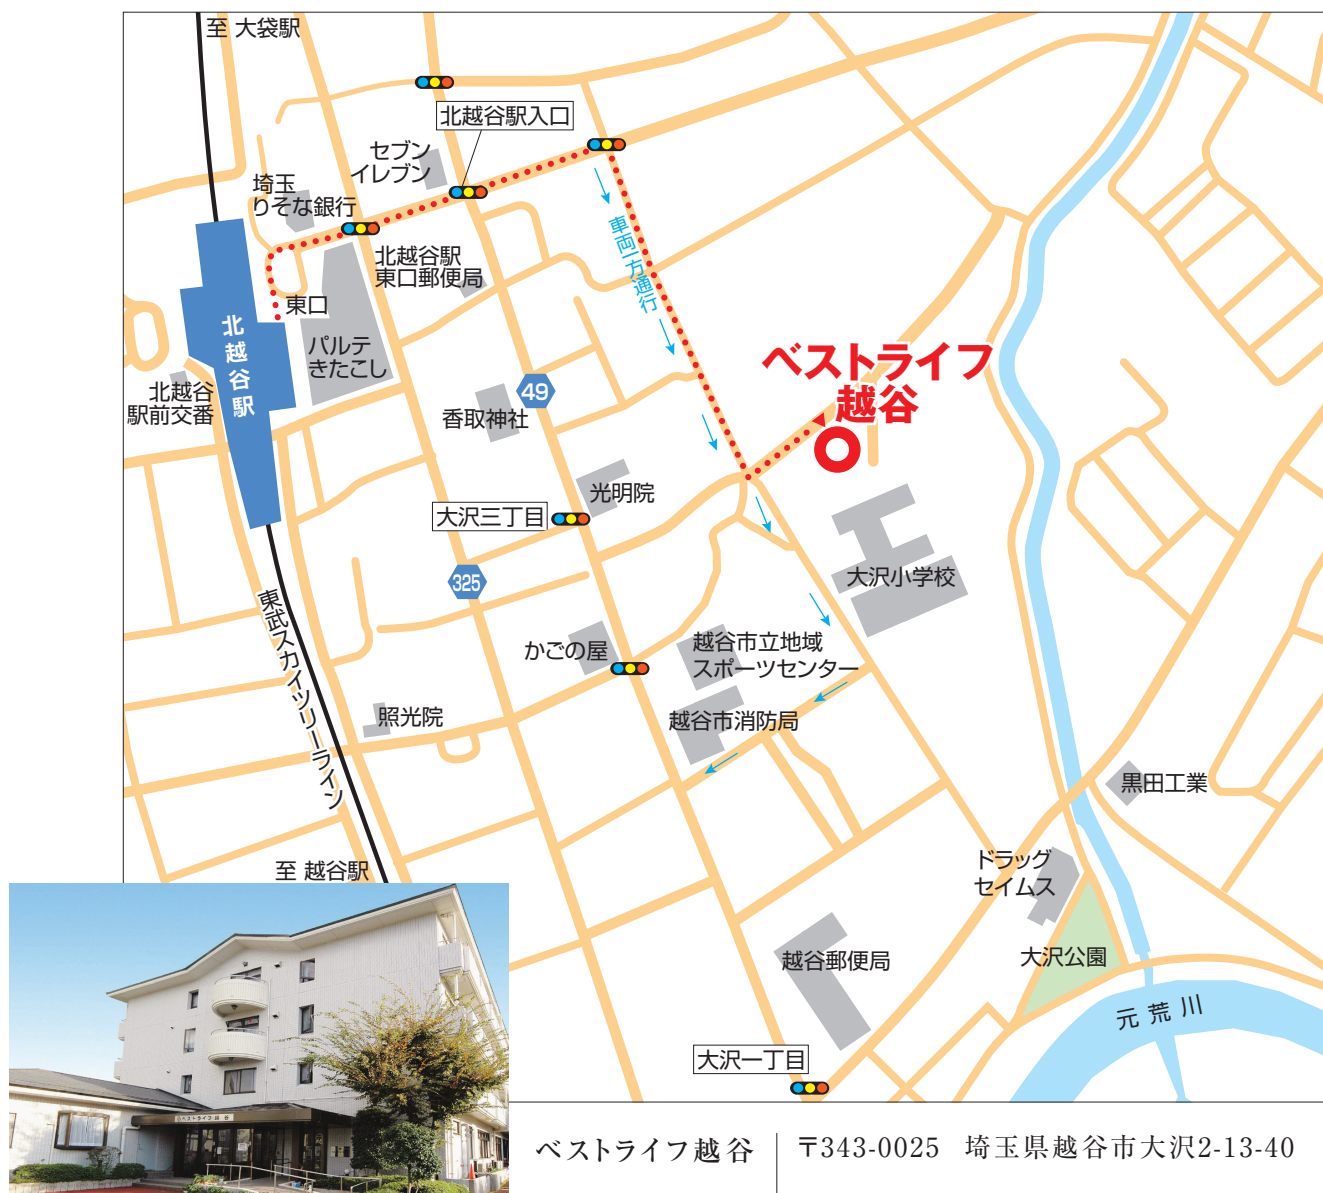 至 大袋駅
北越谷駅入口
セブン
イレブン
埼玉
りそな銀行
北越谷駅
東口郵便局
東口
車両一方通行
北越谷駅
パルテ
きたこし
北越谷
駅前交番
ベストライフ
越谷
49
香取神社
光明院
大沢三丁目
325
大沢小学校
東武スカイツリーライン
かごの屋
越谷市立地域
スポーツセンター
照光院
越谷市消防局
黒田工業
至 越谷駅
ドラッグ
セイムス
越谷郵便局
大沢公園
元荒川
大沢一丁目
ベストライフ越谷
ベストライフ越谷
〒343-0025 埼玉県越谷市大沢2-13-40